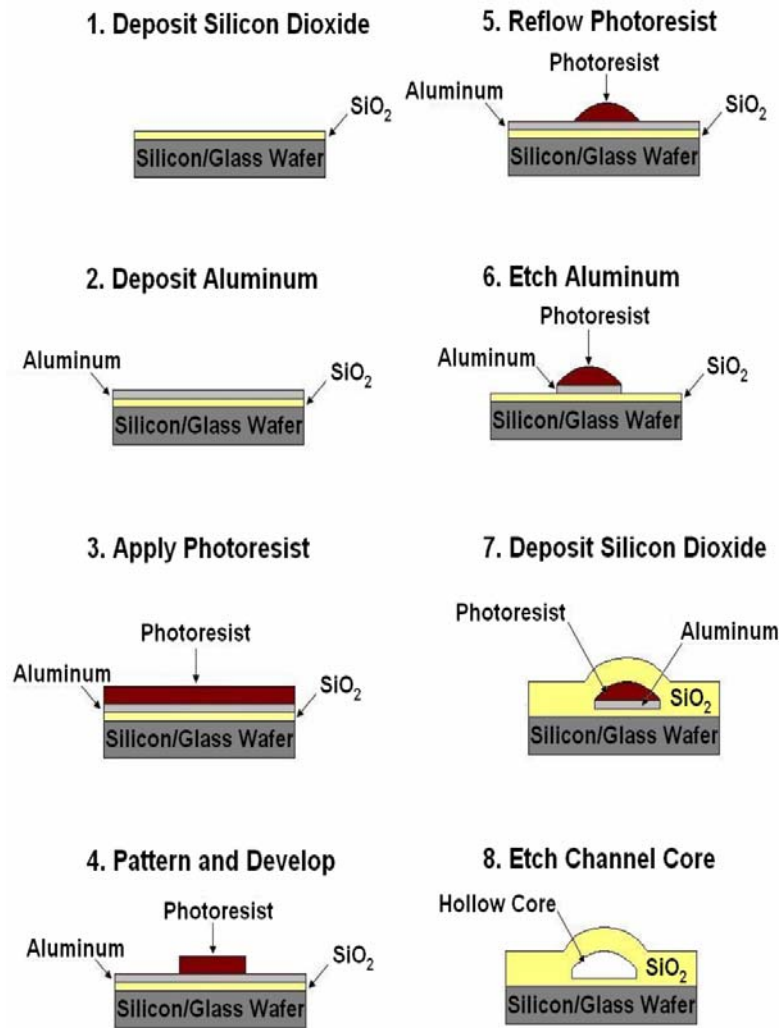 1. Deposit Silicon Dioxide
SiO₂
Silicon/Glass Wafer
2. Deposit Aluminum
Aluminum
SiO₂
Silicon/Glass Wafer
3. Apply Photoresist
Photoresist
Aluminum
SiO₂
Silicon/Glass Wafer
4. Pattern and Develop
Photoresist
Aluminum
SiO₂
Silicon/Glass Wafer
5. Reflow Photoresist
Photoresist
Aluminum
SiO₂
Silicon/Glass Wafer
6. Etch Aluminum
Photoresist
Aluminum
SiO₂
Silicon/Glass Wafer
7. Deposit Silicon Dioxide
Photoresist
Aluminum
SiO₂
Silicon/Glass Wafer
8. Etch Channel Core
Hollow Core
SiO₂
Silicon/Glass Wafer